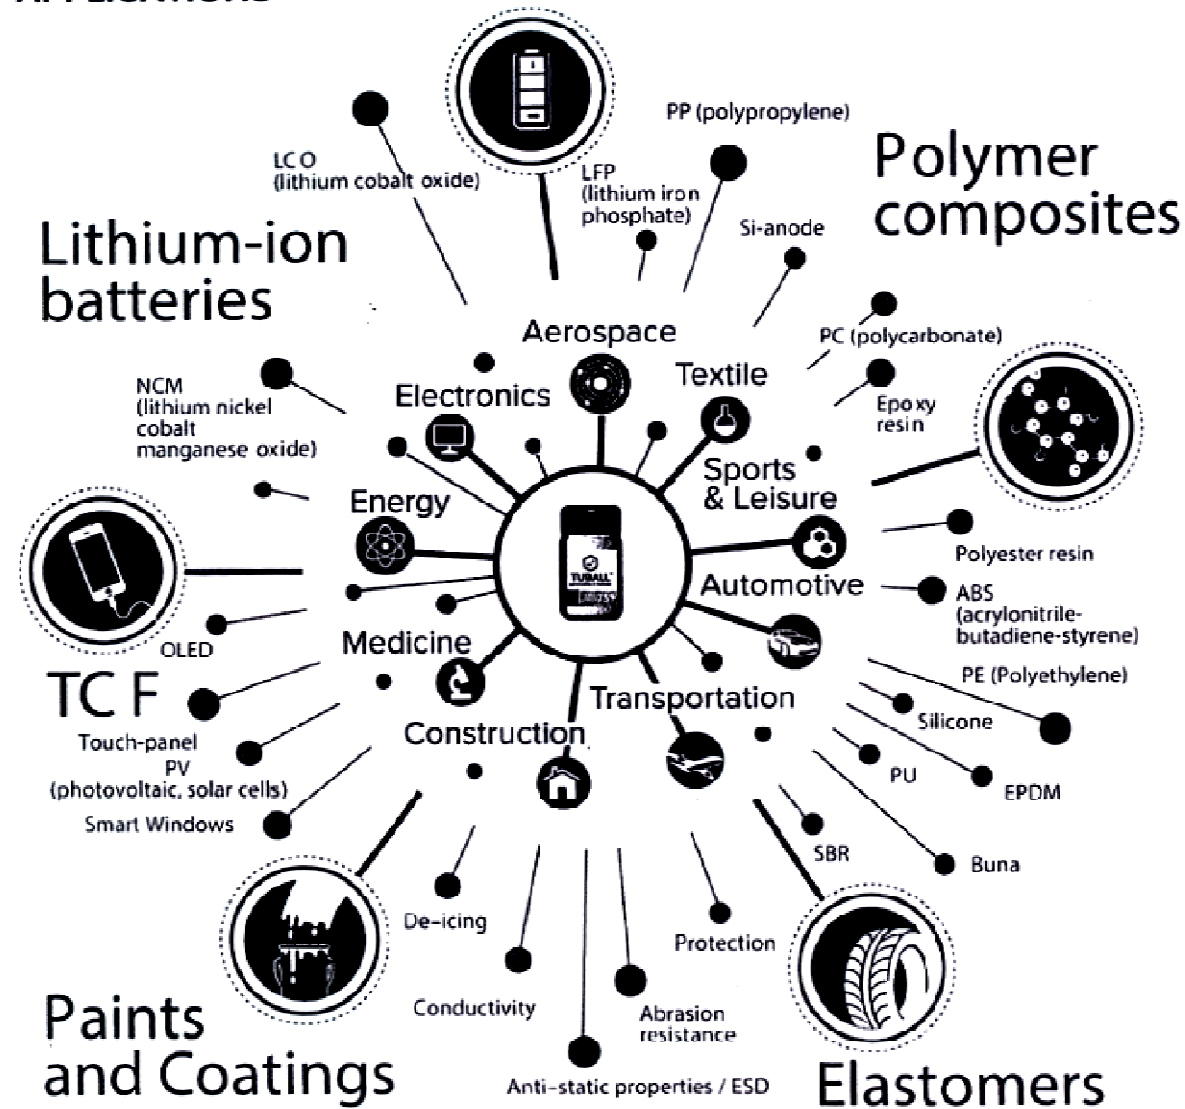 APPLICATIONS
PP (polypropylene)
LCO
(lithium cobalt oxide)
LFP
(lithium iron
phosphate)
Polymer
composites
Si-anode
Lithium-ion
batteries
Aerospace
PC (polycarbonate)
Textile
NCM
(lithium nickel
cobalt
manganese oxide)
Electronics
Epoxy
resin
Sports
& Leisure
Energy
TUBALL
Polyester resin
Automotive
ABS
(acrylonitrile-
butadiene-styrene)
OLED
Medicine
PE (Polyethylene)
TCF
Transportation
Silicone
Touch-panel
Construction
PV
(photovoltaic, solar cells)
PU
EPDM
Smart Windows
SBR
Buna
De-icing
Protection
Conductivity
Abrasion
resistance
Paints
and Coatings
Anti-static properties / ESD
Elastomers